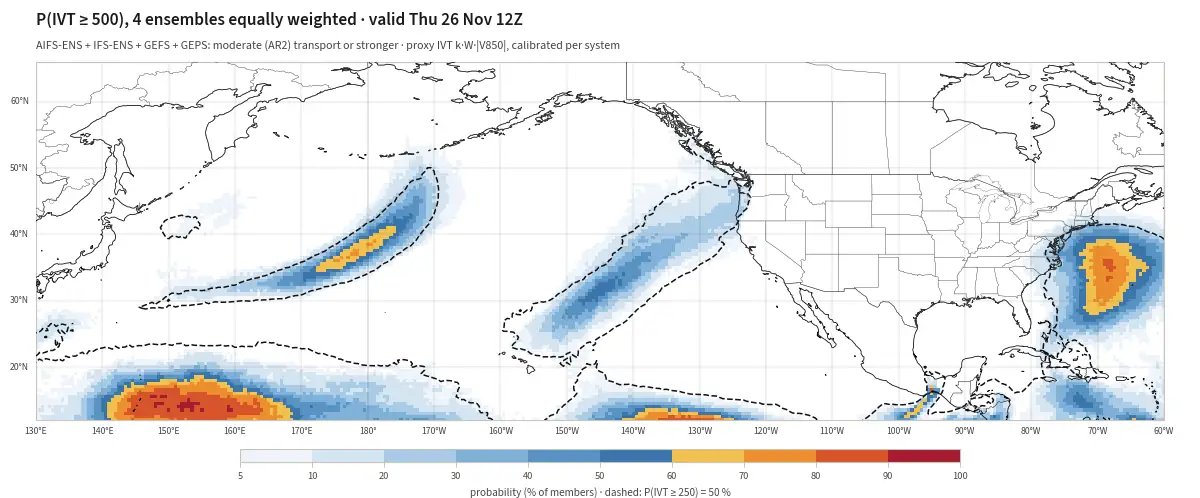 P(IVT ≥ 500), 4 ensembles equally weighted · valid Thu 26 Nov 12Z
AIFS-ENS + IFS-ENS + GEFS + GEPS: moderate (AR2) transport or stronger · proxy IVT k·W·|V850|, calibrated per system
60°N
50°N
40°N
30°N
20°N
130°E 140°E 150°E 160°E 170°E 180° 170°W 160°W 150°W 140°W 130°W 120°W 110°W 100°W 90°W 80°W 70°W 60°W
5 10 20 30 40 50 60 70 80 90 100
probability (% of members) · dashed: P(IVT ≥ 250) = 50 %